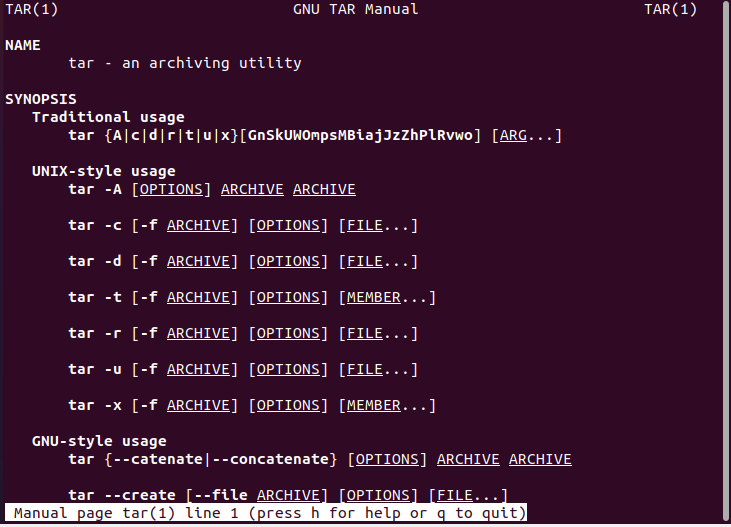 TAR(1) GNU TAR Manual TAR(1)
NAME
tar - an archiving utility
SYNOPSIS
Traditional usage
tar {A|c|d|r|t|u|x}[GnSkUWOmpsMBiajJzZhPlRvwo] [ARG...]
UNIX-style usage
tar -A [OPTIONS] ARCHIVE ARCHIVE
tar -c [-f ARCHIVE] [OPTIONS] [FILE...]
tar -d [-f ARCHIVE] [OPTIONS] [FILE...]
tar -t [-f ARCHIVE] [OPTIONS] [MEMBER...]
tar -r [-f ARCHIVE] [OPTIONS] [FILE...]
tar -u [-f ARCHIVE] [OPTIONS] [FILE...]
tar -x [-f ARCHIVE] [OPTIONS] [MEMBER...]
GNU-style usage
tar {--catenate|--concatenate} [OPTIONS] ARCHIVE ARCHIVE
tar --create [--file ARCHIVE] [OPTIONS] [FILE...]
Manual page tar(1) line 1 (press h for help or q to quit)